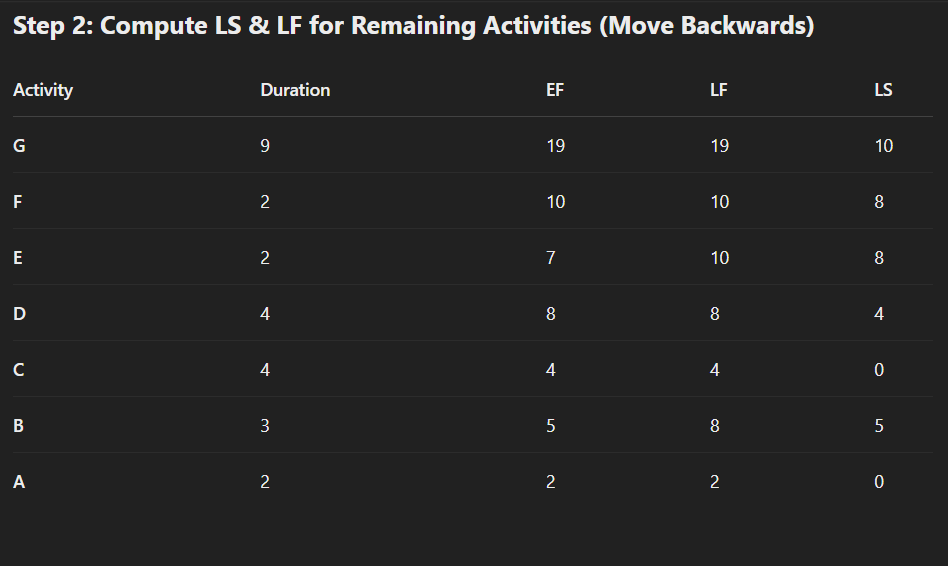 Step 2: Compute LS & LF for Remaining Activities (Move Backwards)
Activity Duration EF LF LS
G 9 19 19 10
F 2 10 10 8
E 2 7 10 8
D 4 8 8 4
C 4 4 4 0
B 3 5 8 5
A 2 2 2 0